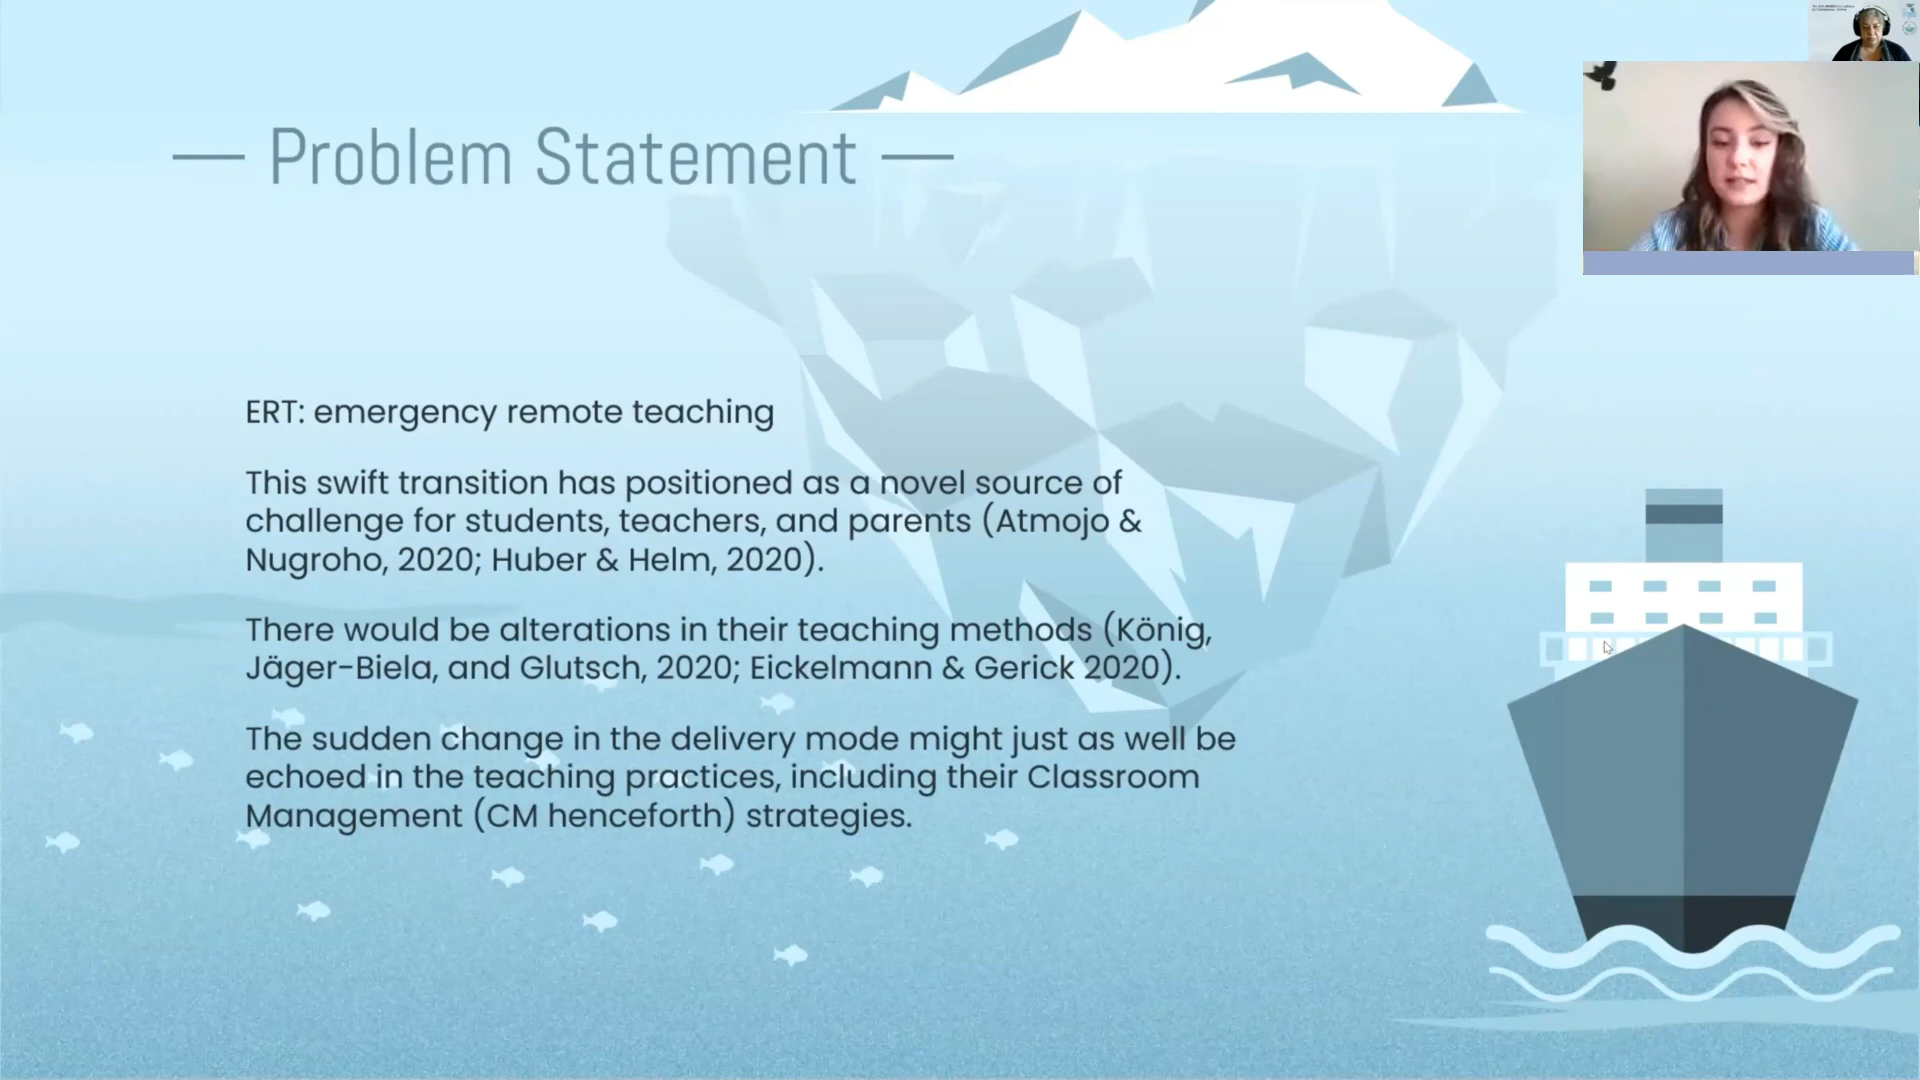 — Problem Statement —
ERT: emergency remote teaching
This swift transition has positioned as a novel source of
challenge for students, teachers, and parents (Atmojo &
Nugroho, 2020; Huber & Helm, 2020).
There would be alterations in their teaching methods (König,
Jäger-Biela, and Glutsch, 2020; Eickelmann & Gerick 2020).
The sudden change in the delivery mode might just as well be
echoed in the teaching practices, including their Classroom
Management (CM henceforth) strategies.